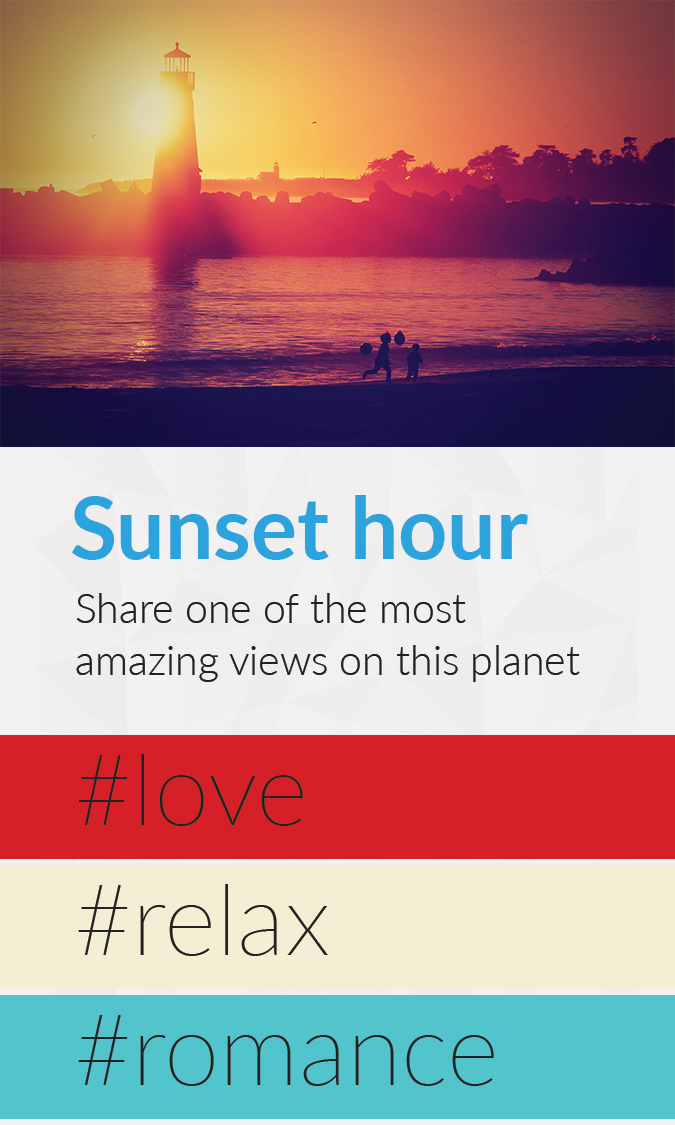 Sunset hour
Share one of the most
amazing views on this planet
#love
#relax
#romance